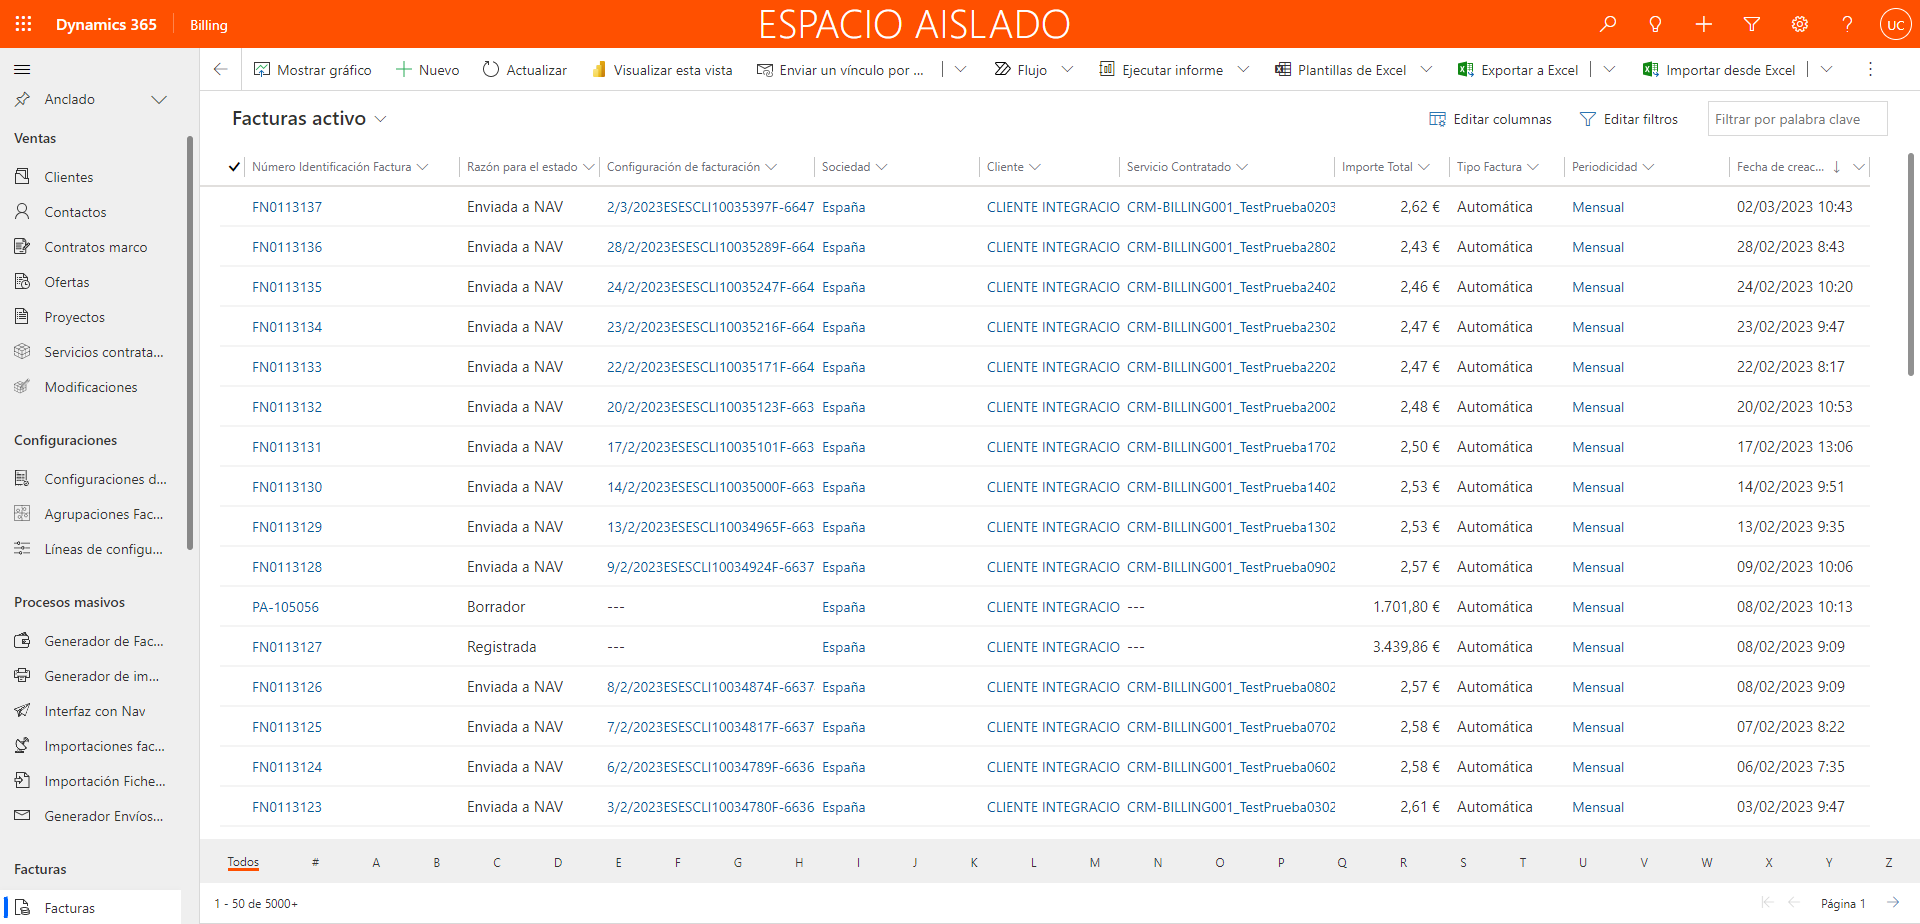 Dynamics 365
Billing
ESPACIO AISLADO
UC
Mostrar gráfico
Nuevo
Actualizar
Visualizar esta vista
Enviar un vínculo por ...
Flujo
Ejecutar informe
Plantillas de Excel
Exportar a Excel
Importar desde Excel
Anclado
Ventas
Clientes
Contactos
Contratos marco
Ofertas
Proyectos
Servicios contrata...
Modificaciones
Configuraciones
Configuraciones d...
Agrupaciones Fac...
Líneas de configu...
Procesos masivos
Generador de Fac...
Generador de im...
Interfaz con Nav
Importaciones fac...
Importación Fiche...
Generador Envíos...
Facturas
Facturas
Facturas activo
Editar columnas
Editar filtros
Filtrar por palabra clave
Número Identificación Factura Razón para el estado Configuración de facturación Sociedad Cliente Servicio Contratado Importe Total Tipo Factura Periodicidad Fecha de creac... ↓
FN0113137 Enviada a NAV 2/3/2023ESESCLI10035397F-6647 España CLIENTE INTEGRACIO CRM-BILLING001_TestPrueba0203 2,62 € Automática Mensual 02/03/2023 10:43
FN0113136 Enviada a NAV 28/2/2023ESESCLI10035289F-664 España CLIENTE INTEGRACIO CRM-BILLING001_TestPrueba2802 2,43 € Automática Mensual 28/02/2023 8:43
FN0113135 Enviada a NAV 24/2/2023ESESCLI10035247F-664 España CLIENTE INTEGRACIO CRM-BILLING001_TestPrueba2402 2,46 € Automática Mensual 24/02/2023 10:20
FN0113134 Enviada a NAV 23/2/2023ESESCLI10035216F-664 España CLIENTE INTEGRACIO CRM-BILLING001_TestPrueba2302 2,47 € Automática Mensual 23/02/2023 9:47
FN0113133 Enviada a NAV 22/2/2023ESESCLI10035171F-664 España CLIENTE INTEGRACIO CRM-BILLING001_TestPrueba2202 2,47 € Automática Mensual 22/02/2023 8:17
FN0113132 Enviada a NAV 20/2/2023ESESCLI10035123F-663 España CLIENTE INTEGRACIO CRM-BILLING001_TestPrueba2002 2,48 € Automática Mensual 20/02/2023 10:53
FN0113131 Enviada a NAV 17/2/2023ESESCLI10035101F-663 España CLIENTE INTEGRACIO CRM-BILLING001_TestPrueba1702 2,50 € Automática Mensual 17/02/2023 13:06
FN0113130 Enviada a NAV 14/2/2023ESESCLI10035000F-663 España CLIENTE INTEGRACIO CRM-BILLING001_TestPrueba1402 2,53 € Automática Mensual 14/02/2023 9:51
FN0113129 Enviada a NAV 13/2/2023ESESCLI10034965F-663 España CLIENTE INTEGRACIO CRM-BILLING001_TestPrueba1302 2,53 € Automática Mensual 13/02/2023 9:35
FN0113128 Enviada a NAV 9/2/2023ESESCLI10034924F-6637 España CLIENTE INTEGRACIO CRM-BILLING001_TestPrueba0902 2,57 € Automática Mensual 09/02/2023 10:06
PA-105056 Borrador --- España CLIENTE INTEGRACIO --- 1.701,80 € Automática Mensual 08/02/2023 10:13
FN0113127 Registrada --- España CLIENTE INTEGRACIO --- 3.439,86 € Automática Mensual 08/02/2023 9:09
FN0113126 Enviada a NAV 8/2/2023ESESCLI10034874F-6637 España CLIENTE INTEGRACIO CRM-BILLING001_TestPrueba0802 2,57 € Automática Mensual 08/02/2023 9:09
FN0113125 Enviada a NAV 7/2/2023ESESCLI10034817F-6637 España CLIENTE INTEGRACIO CRM-BILLING001_TestPrueba0702 2,58 € Automática Mensual 07/02/2023 8:22
FN0113124 Enviada a NAV 6/2/2023ESESCLI10034789F-6636 España CLIENTE INTEGRACIO CRM-BILLING001_TestPrueba0602 2,58 € Automática Mensual 06/02/2023 7:35
FN0113123 Enviada a NAV 3/2/2023ESESCLI10034780F-6636 España CLIENTE INTEGRACIO CRM-BILLING001_TestPrueba0302 2,61 € Automática Mensual 03/02/2023 9:47
Todos # A B C D E F G H I J K L M N O P Q R S T U V W X Y Z
1 - 50 de 5000+
Página 1